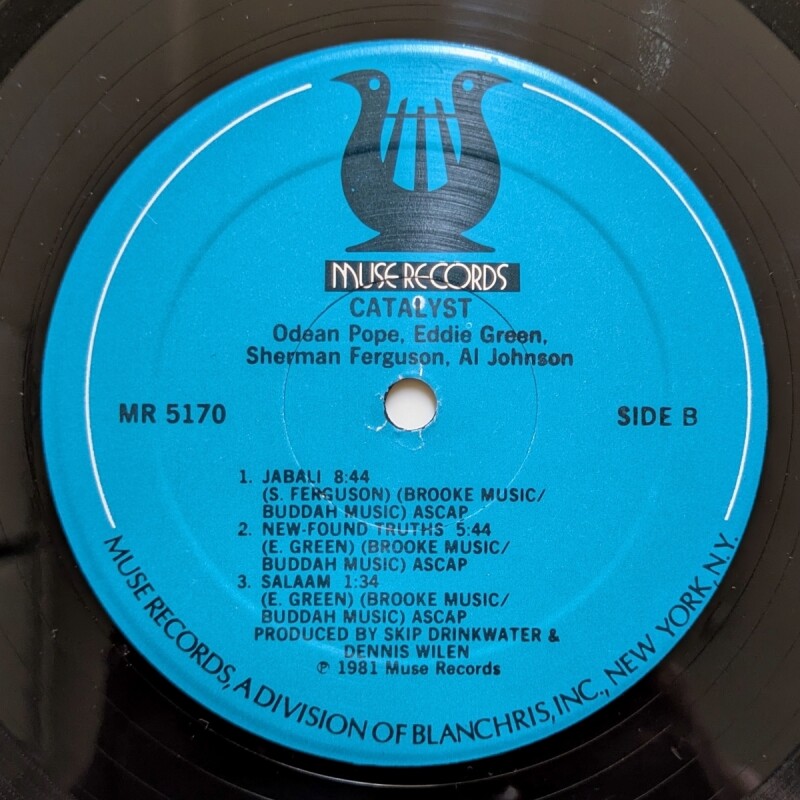 MUSE RECORDS
CATALYST
Odean Pope, Eddie Green,
Sherman Ferguson, Al Johnson
MR 5170
SIDE B
1. JABALI 8:44
(S. FERGUSON) (BROOKE MUSIC/
BUDDAH MUSIC) ASCAP
2. NEW-FOUND TRUTHS 5:44
(E. GREEN) (BROOKE MUSIC/
BUDDAH MUSIC) ASCAP
3. SALAAM 1:34
(E. GREEN) (BROOKE MUSIC/
BUDDAH MUSIC) ASCAP
PRODUCED BY SKIP DRINKWATER &
DENNIS WILEN
℗ 1981 Muse Records
MUSE RECORDS, A DIVISION OF BLANCHRIS, INC., NEW YORK, N.Y.